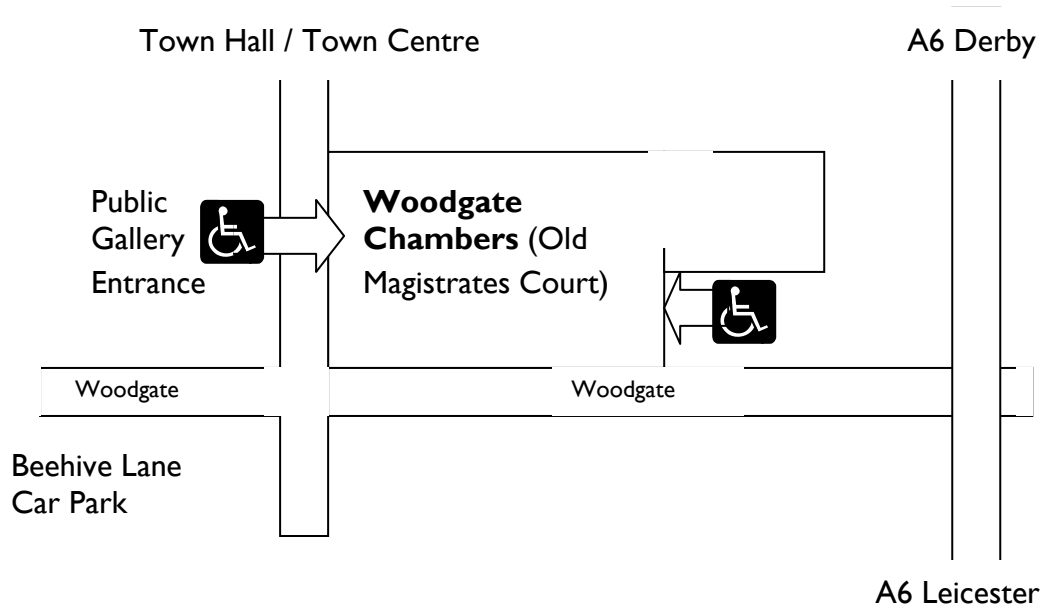 Town Hall / Town Centre
A6 Derby
Public
Gallery
Entrance
Woodgate
Chambers (Old
Magistrates Court)
Woodgate
Woodgate
Beehive Lane
Car Park
A6 Leicester